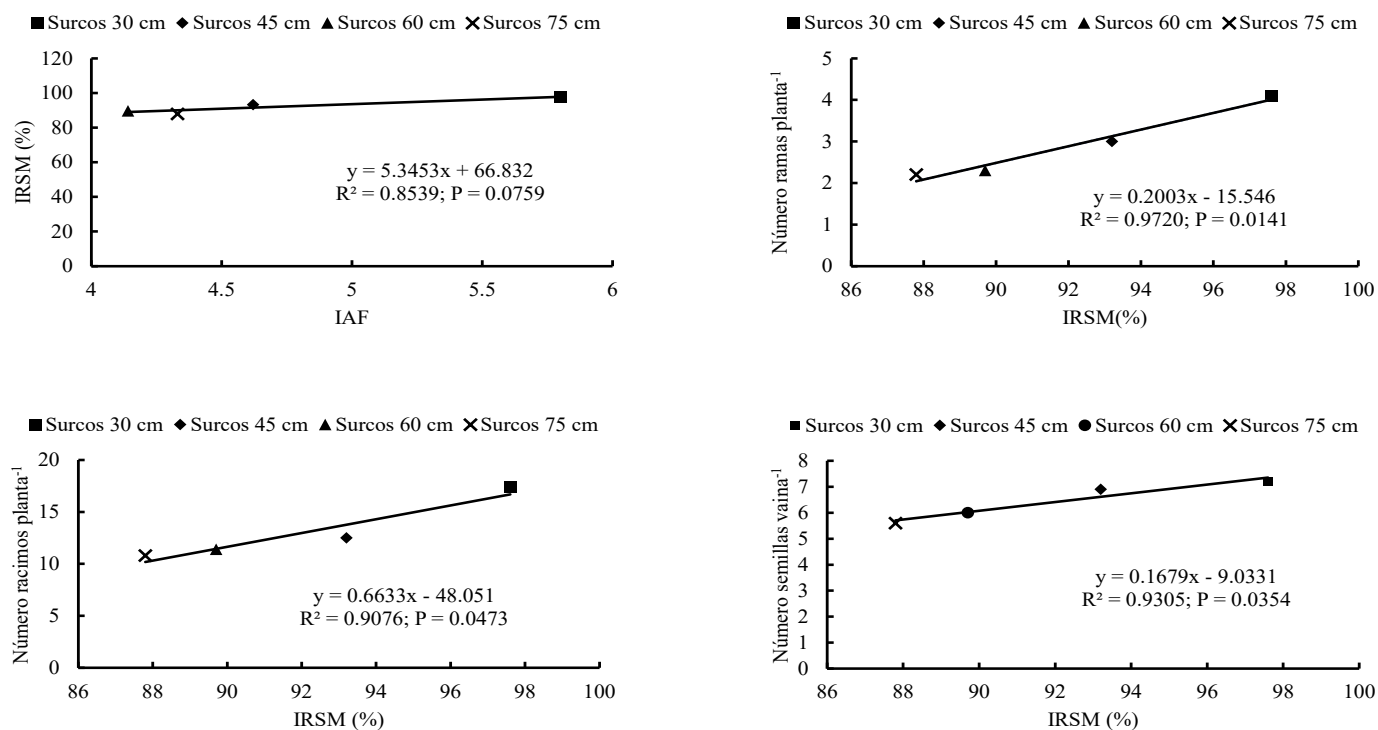 Surcos 30 cm Surcos 45 cm Surcos 60 cm Surcos 75 cm
IRSM (%)
120
100
80
60
40
20
0
y = 5.3453x + 66.832
R² = 0.8539; P = 0.0759
4 4.5 5 5.5 6
IAF
Surcos 30 cm Surcos 45 cm Surcos 60 cm Surcos 75 cm
Número ramas planta⁻¹
5
4
3
2
1
0
y = 0.2003x - 15.546
R² = 0.9720; P = 0.0141
86 88 90 92 94 96 98 100
IRSM(%)
Surcos 30 cm Surcos 45 cm Surcos 60 cm Surcos 75 cm
Número racimos planta⁻¹
20
15
10
5
0
y = 0.6633x - 48.051
R² = 0.9076; P = 0.0473
86 88 90 92 94 96 98 100
IRSM (%)
Surcos 30 cm Surcos 45 cm Surcos 60 cm Surcos 75 cm
Número semillas vaina⁻¹
8
7
6
5
4
3
2
1
0
y = 0.1679x - 9.0331
R² = 0.9305; P = 0.0354
86 88 90 92 94 96 98 100
IRSM (%)